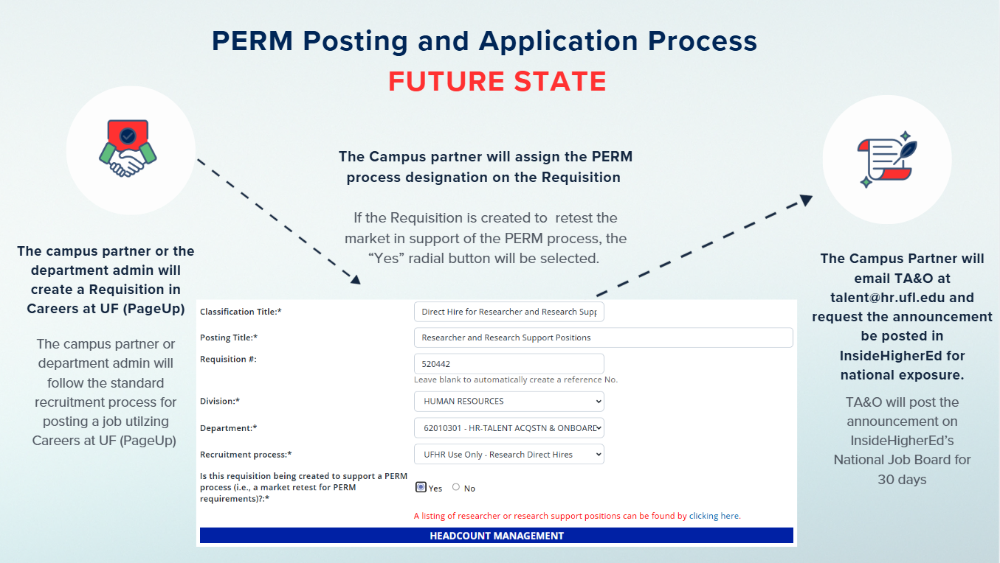 PERM Posting and Application Process
FUTURE STATE
The campus partner or the
department admin will
create a Requisition in
Careers at UF (PageUp)
The campus partner or
department admin will
follow the standard
recruitment process for
posting a job utilzing
Careers at UF (PageUp)
The Campus partner will assign the PERM
process designation on the Requisition
If the Requisition is created to  retest the
market in support of the PERM process, the
“Yes” radial button will be selected.
Classification Title:* Direct Hire for Researcher and Research Supp
Posting Title:* Researcher and Research Support Positions
Requisition #: 520442
Leave blank to automatically create a reference No.
Division:* HUMAN RESOURCES
Department:* 62010301 - HR-TALENT ACQSTN & ONBOARD
Recruitment process:* UFHR Use Only - Research Direct Hires
Is this requisition being created to support a PERM
process (i.e., a market retest for PERM
requirements)?:*
Yes No
A listing of researcher or research support positions can be found by clicking here.
HEADCOUNT MANAGEMENT
The Campus Partner will
email TA&O at
talent@hr.ufl.edu and
request the announcement
be posted in
InsideHigherEd for
national exposure.
TA&O will post the
announcement on
InsideHigherEd’s
National Job Board for
30 days